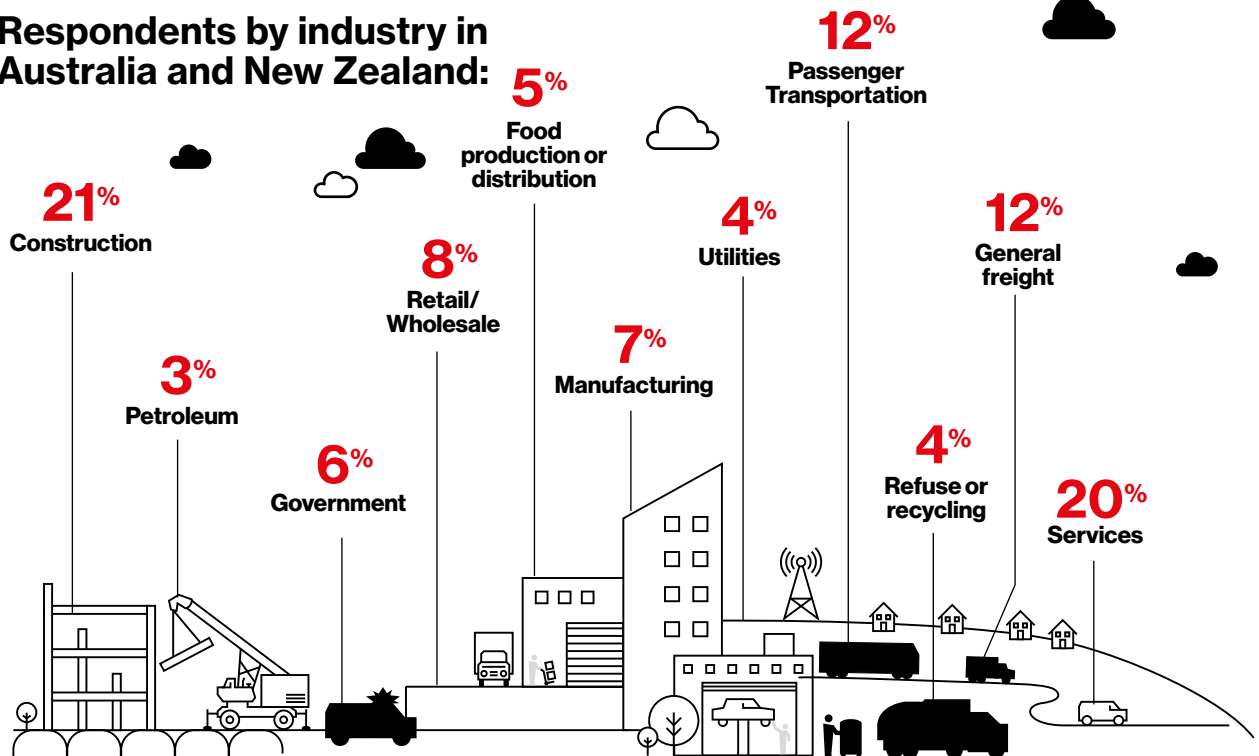 Respondents by industry in
Australia and New Zealand:
21%
Construction
3%
Petroleum
6%
Government
8%
Retail/
Wholesale
5%
Food
production or
distribution
7%
Manufacturing
4%
Utilities
12%
Passenger
Transportation
4%
Refuse or
recycling
12%
General
freight
20%
Services